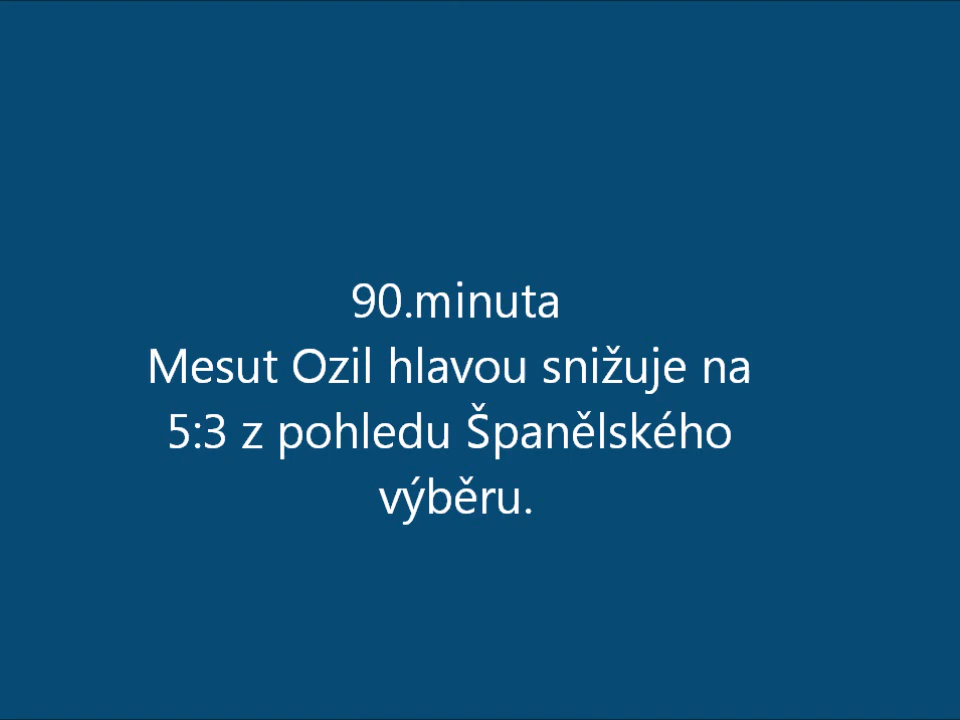 90.minuta
Mesut Ozil hlavou snižuje na
5:3 z pohledu Španělského
výběru.